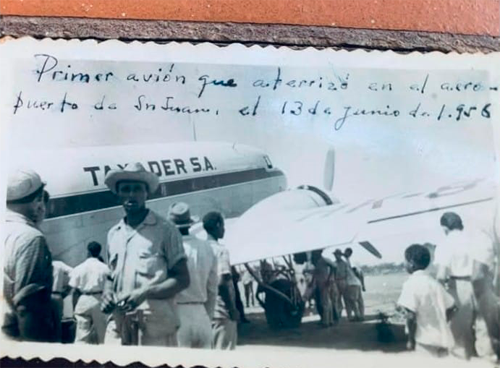 Primer avión que aterrizó en el aero-
puerto de Sn Juan, el 13 de junio de 1.956
TAXADER S.A.